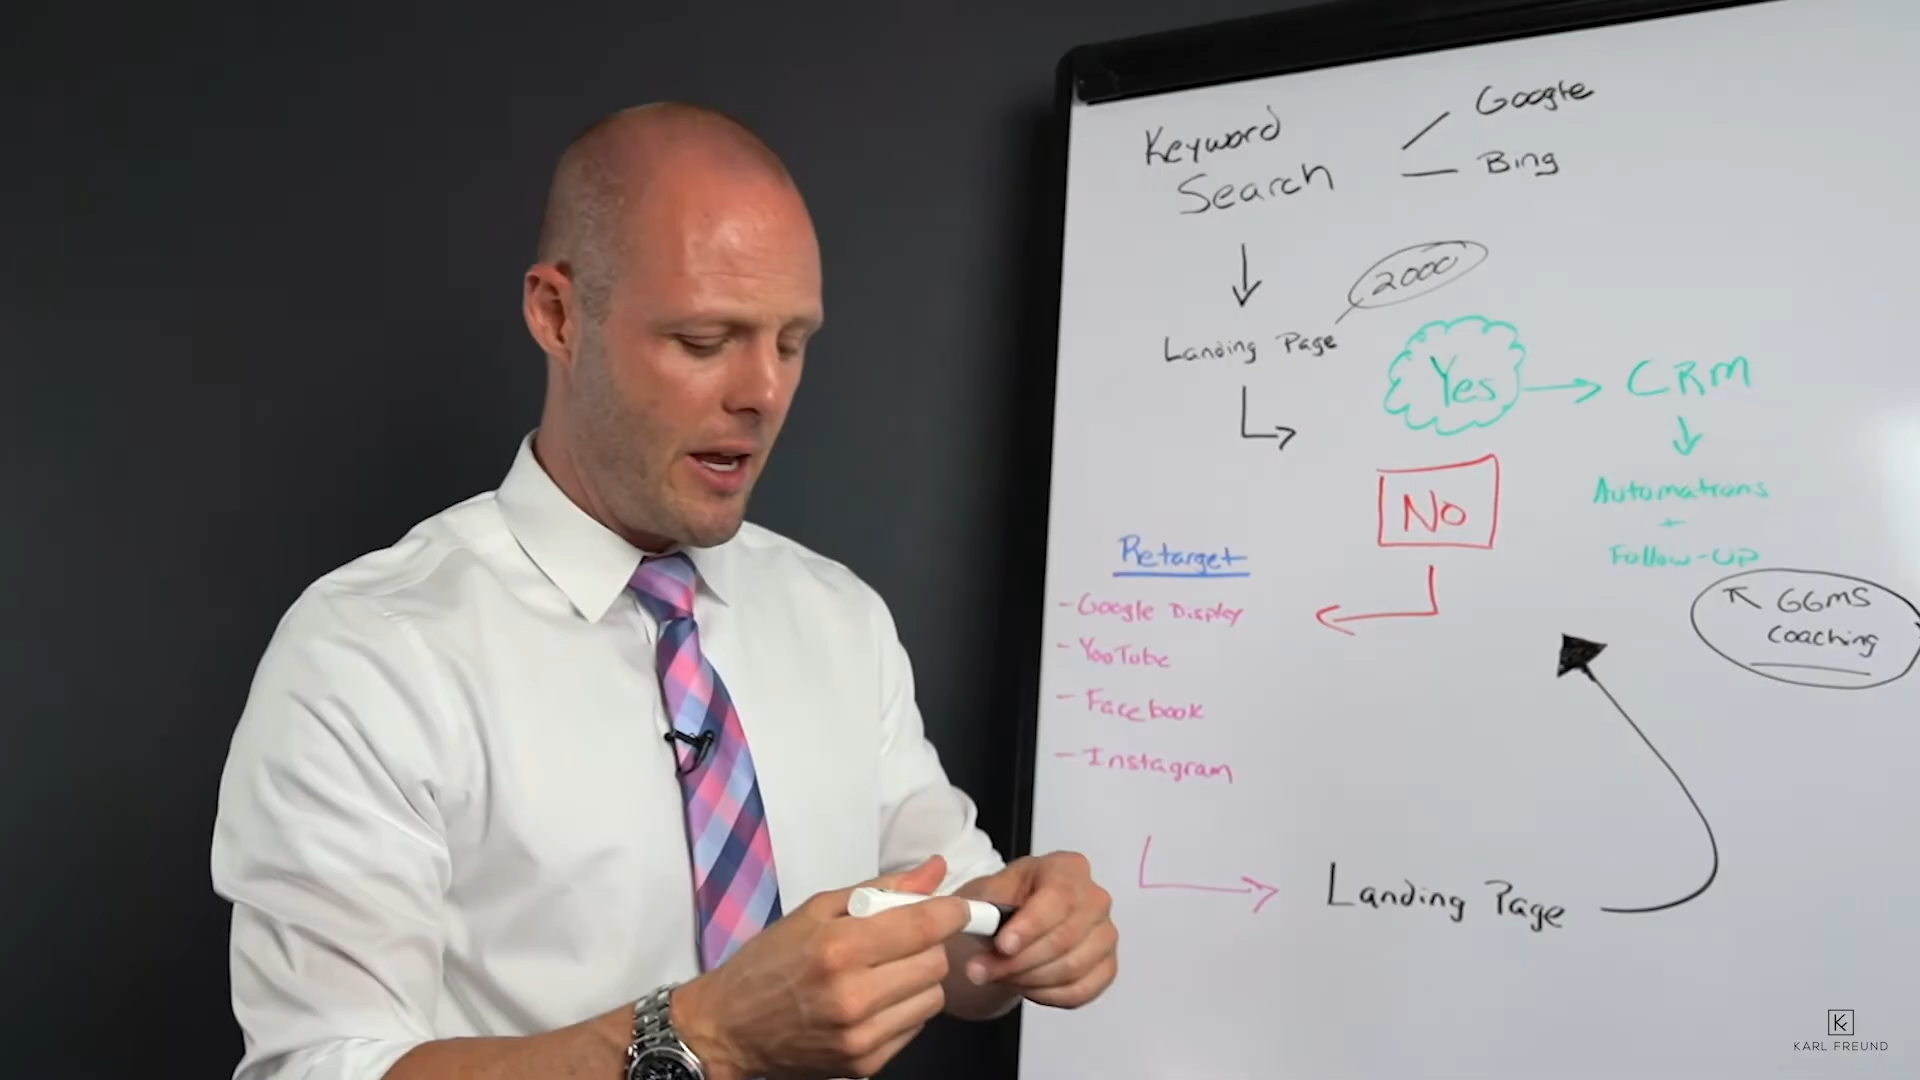 Google
Keyword
Search
Bing
2000
Landing Page
Yes
CRM
No
Automations
+
Follow-Up
Retarget
- Google Display
- YouTube
- Facebook
- Instagram
GGMS
Coaching
Landing Page
K
KARL FREUND